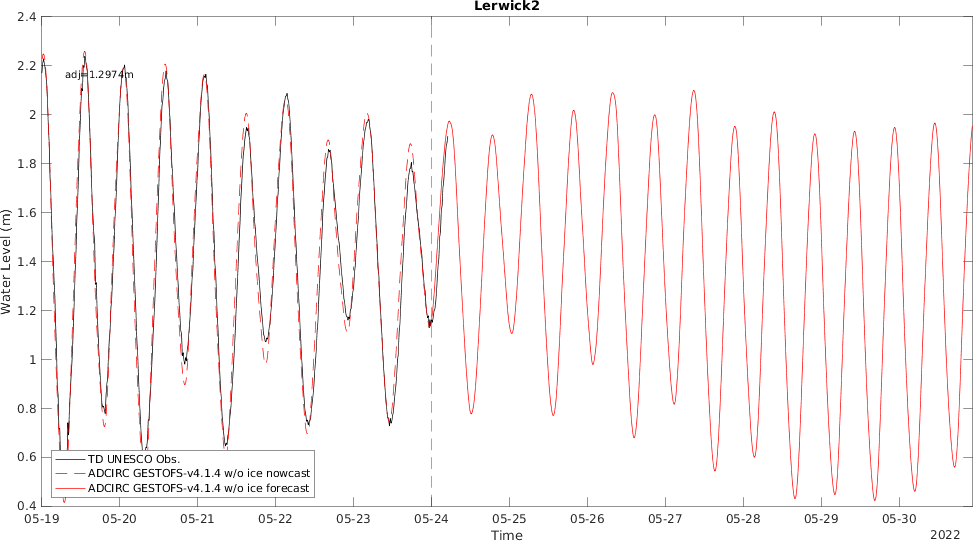 Lerwick2
2.4
2.2
2
1.8
1.6
1.4
1.2
1
0.8
0.6
0.4
Water Level (m)
adj=1.2974m
TD UNESCO Obs.
ADCIRC GESTOFS-v4.1.4 w/o ice nowcast
ADCIRC GESTOFS-v4.1.4 w/o ice forecast
05-19 05-20 05-21 05-22 05-23 05-24 05-25 05-26 05-27 05-28 05-29 05-30
Time
2022